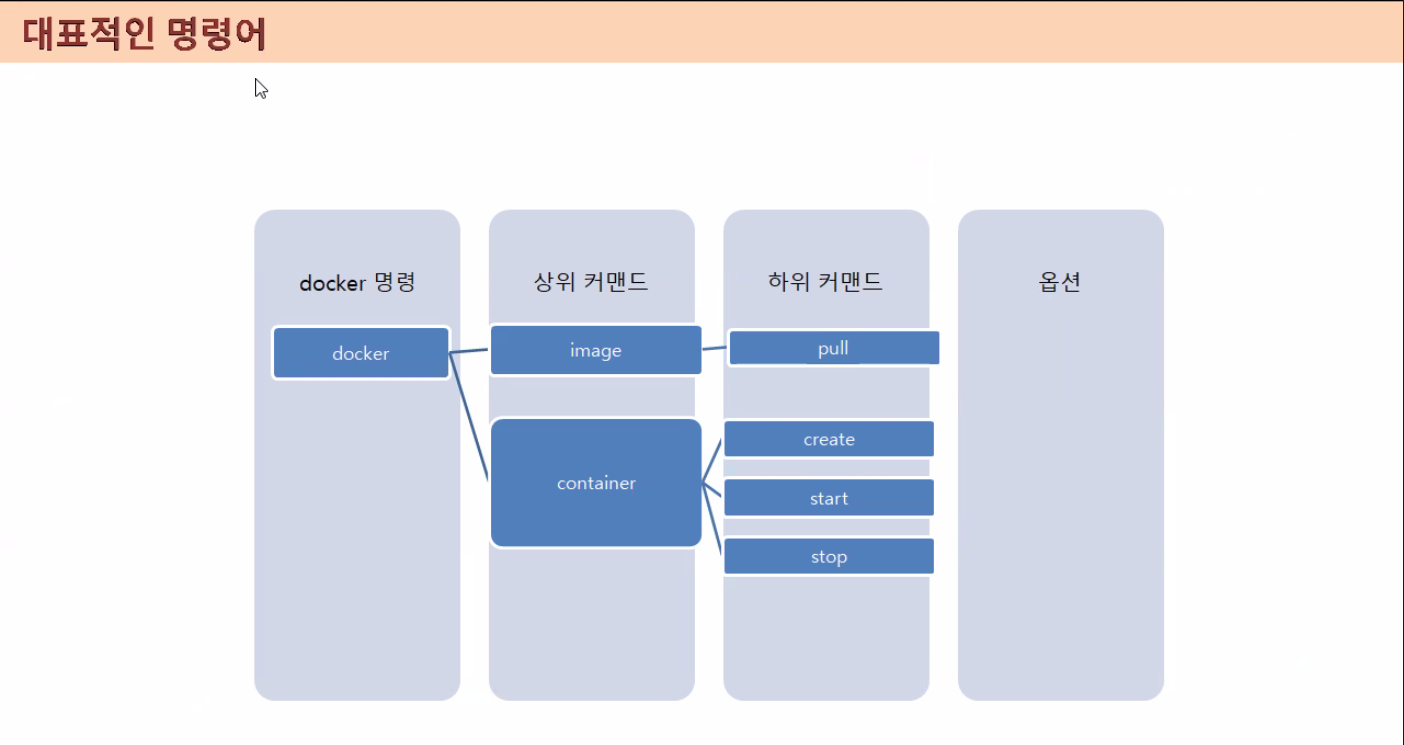 대표적인 명령어
docker 명령
상위 커맨드
하위 커맨드
옵션
docker
image
pull
container
create
start
stop